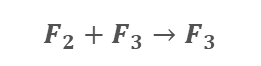 F₂ + F₃ → F₃